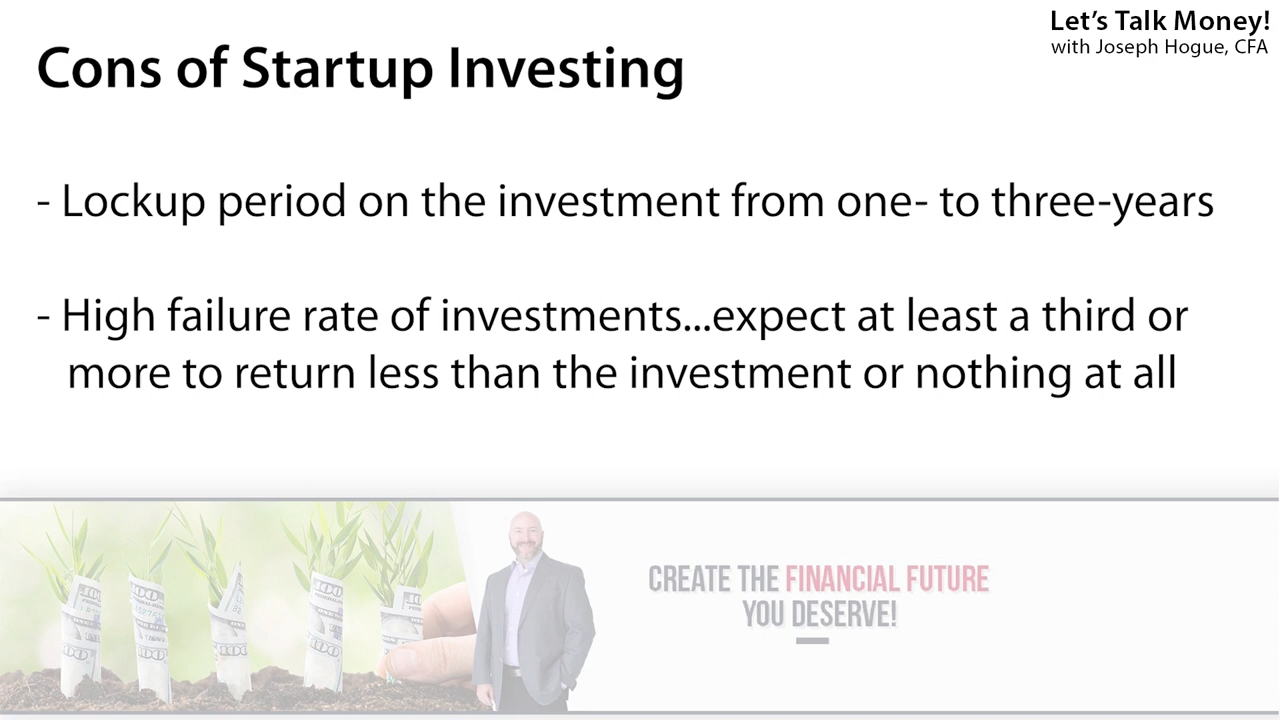 Let's Talk Money!
with Joseph Hogue, CFA
Cons of Startup Investing
- Lockup period on the investment from one- to three-years
- High failure rate of investments...expect at least a third or
more to return less than the investment or nothing at all
CREATE THE FINANCIAL FUTURE
YOU DESERVE!